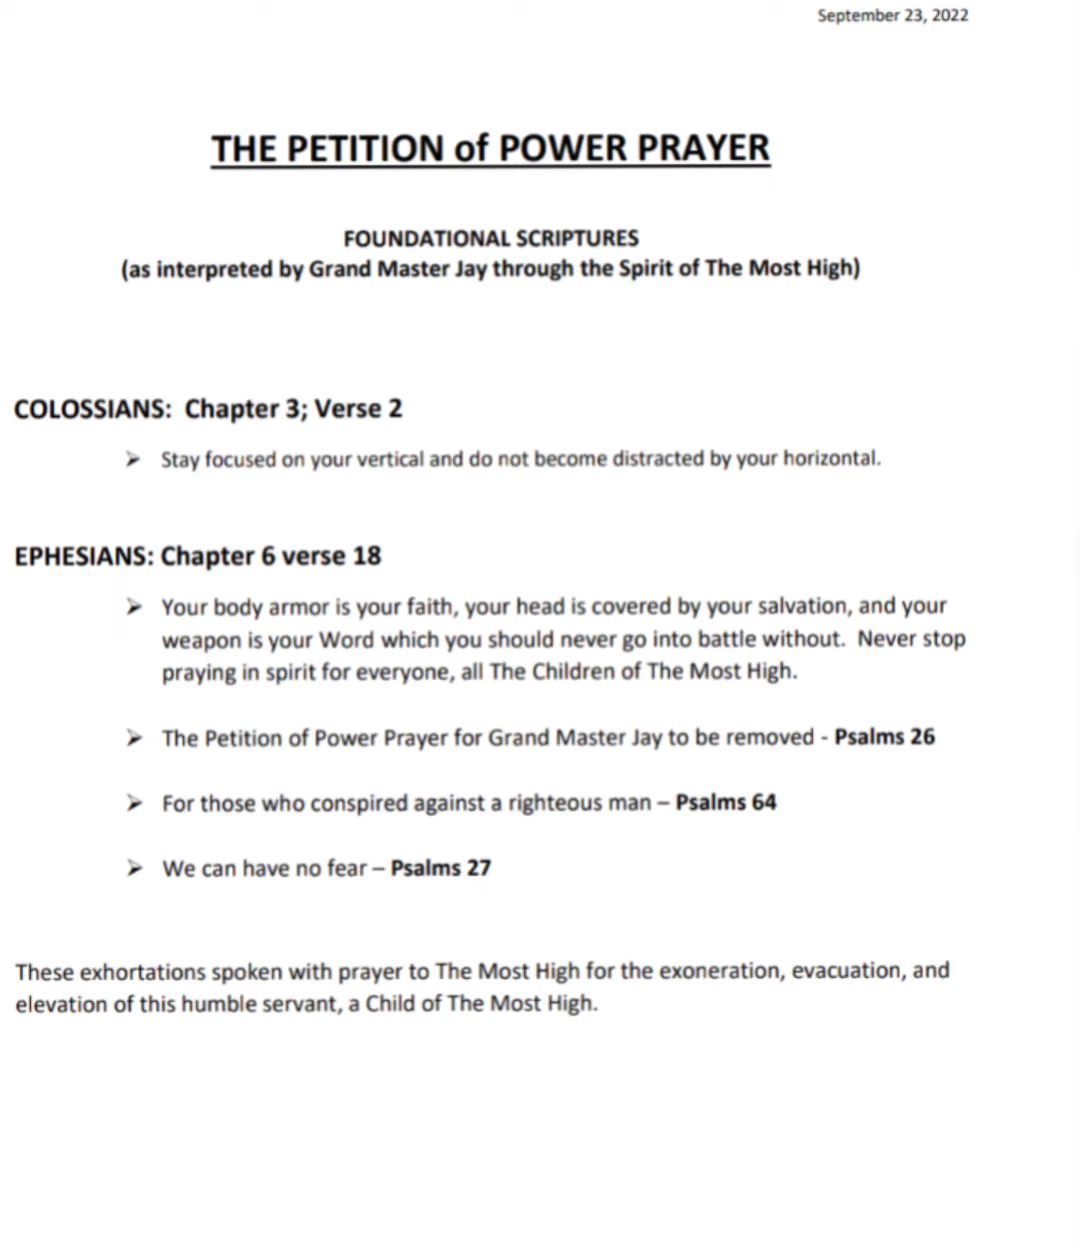 September 23, 2022
THE PETITION of POWER PRAYER
FOUNDATIONAL SCRIPTURES
(as interpreted by Grand Master Jay through the Spirit of The Most High)
COLOSSIANS: Chapter 3; Verse 2
➢ Stay focused on your vertical and do not become distracted by your horizontal.
EPHESIANS: Chapter 6 verse 18
➢ Your body armor is your faith, your head is covered by your salvation, and your
weapon is your Word which you should never go into battle without. Never stop
praying in spirit for everyone, all The Children of The Most High.
➢ The Petition of Power Prayer for Grand Master Jay to be removed - Psalms 26
➢ For those who conspired against a righteous man – Psalms 64
➢ We can have no fear – Psalms 27
These exhortations spoken with prayer to The Most High for the exoneration, evacuation, and
elevation of this humble servant, a Child of The Most High.